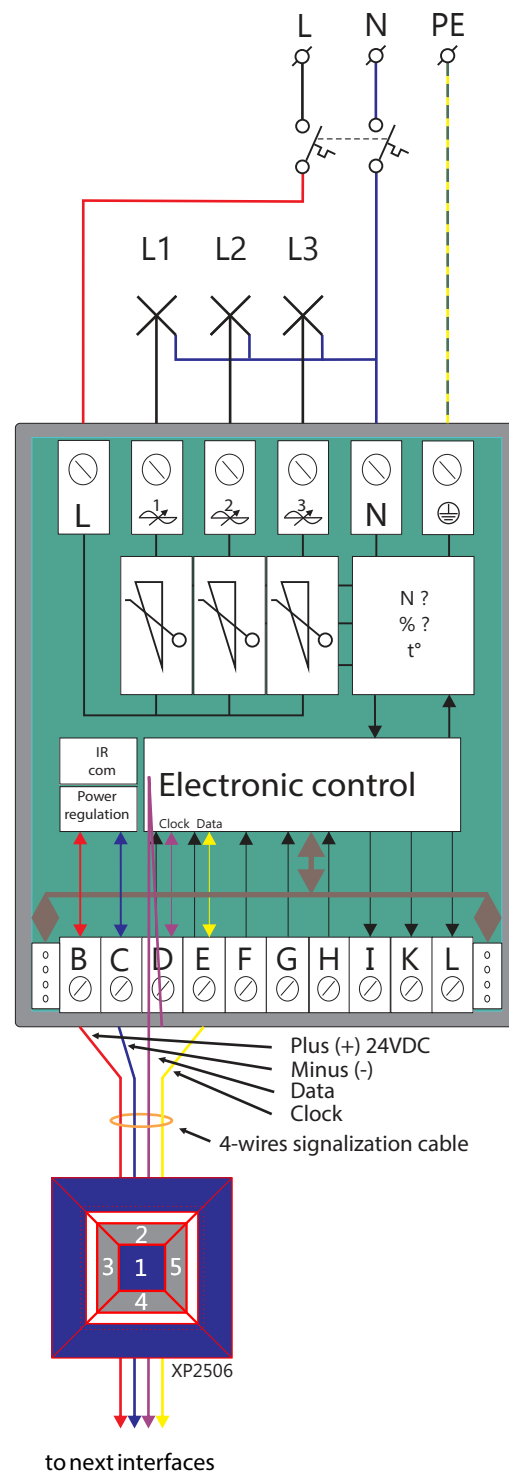 L N PE
L1 L2 L3
L 1 2 3 N
N ?
% ?
t°
IR
com
Power
regulation
Electronic control
Clock Data
B C D E F G H I K L
Plus (+) 24VDC
Minus (-)
Data
Clock
4-wires signalization cable
2
3 1 5
4
XP2506
to next interfaces